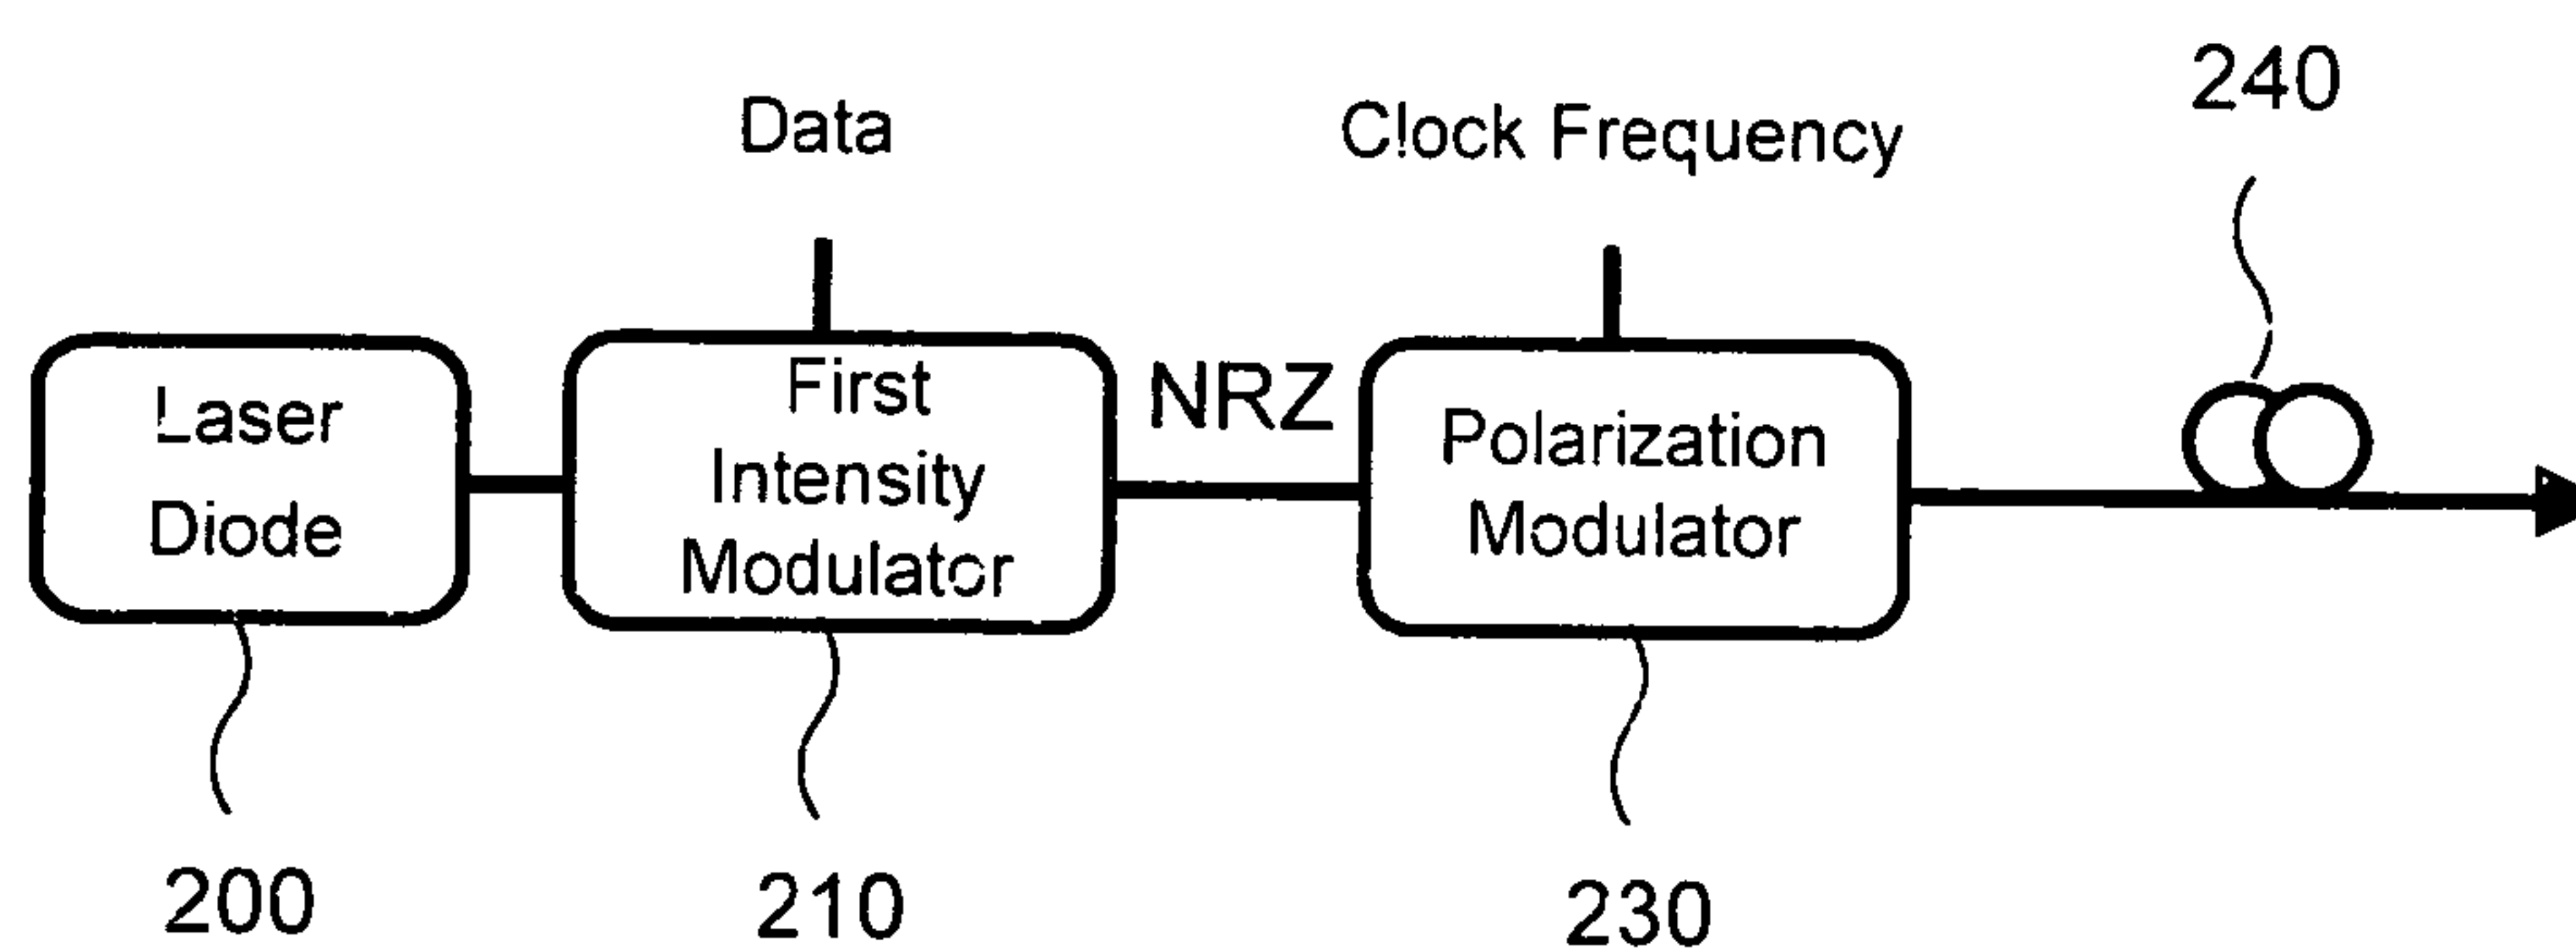 240
Data
Clock Frequency
Laser
Diode
First
Intensity
Modulator
NRZ
Polarization
Modulator
200
210
230